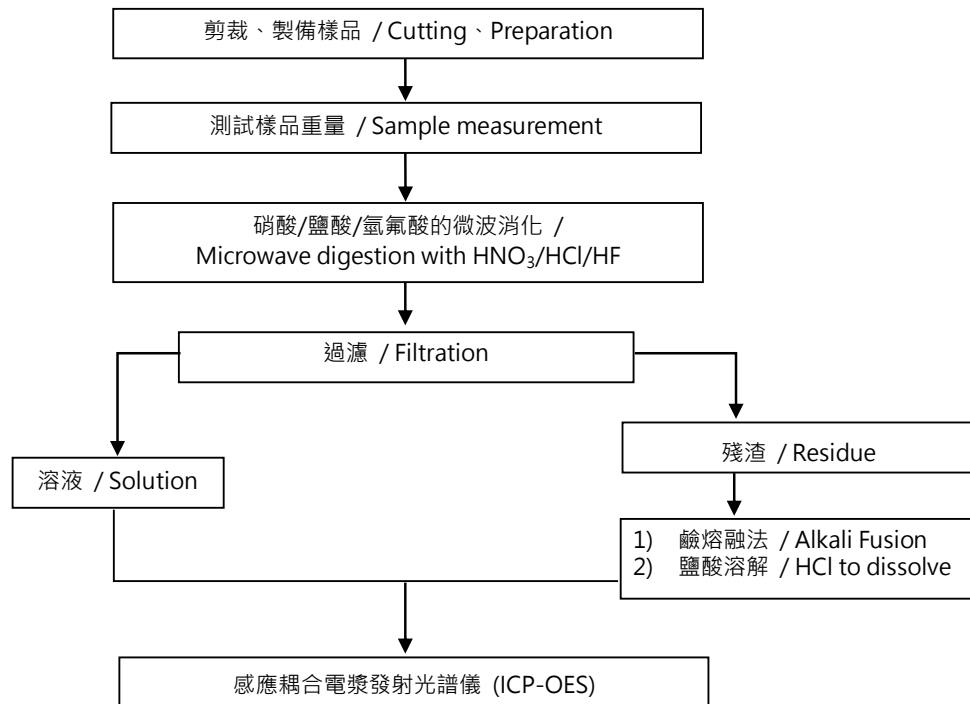 剪裁、製備樣品 / Cutting、Preparation
測試樣品重量 / Sample measurement
硝酸/鹽酸/氫氟酸的微波消化 /
Microwave digestion with HNO₃/HCl/HF
過濾 / Filtration
溶液 / Solution
殘渣 / Residue
1) 鹼熔融法 / Alkali Fusion
2) 鹽酸溶解 / HCl to dissolve
感應耦合電漿發射光譜儀 (ICP-OES)